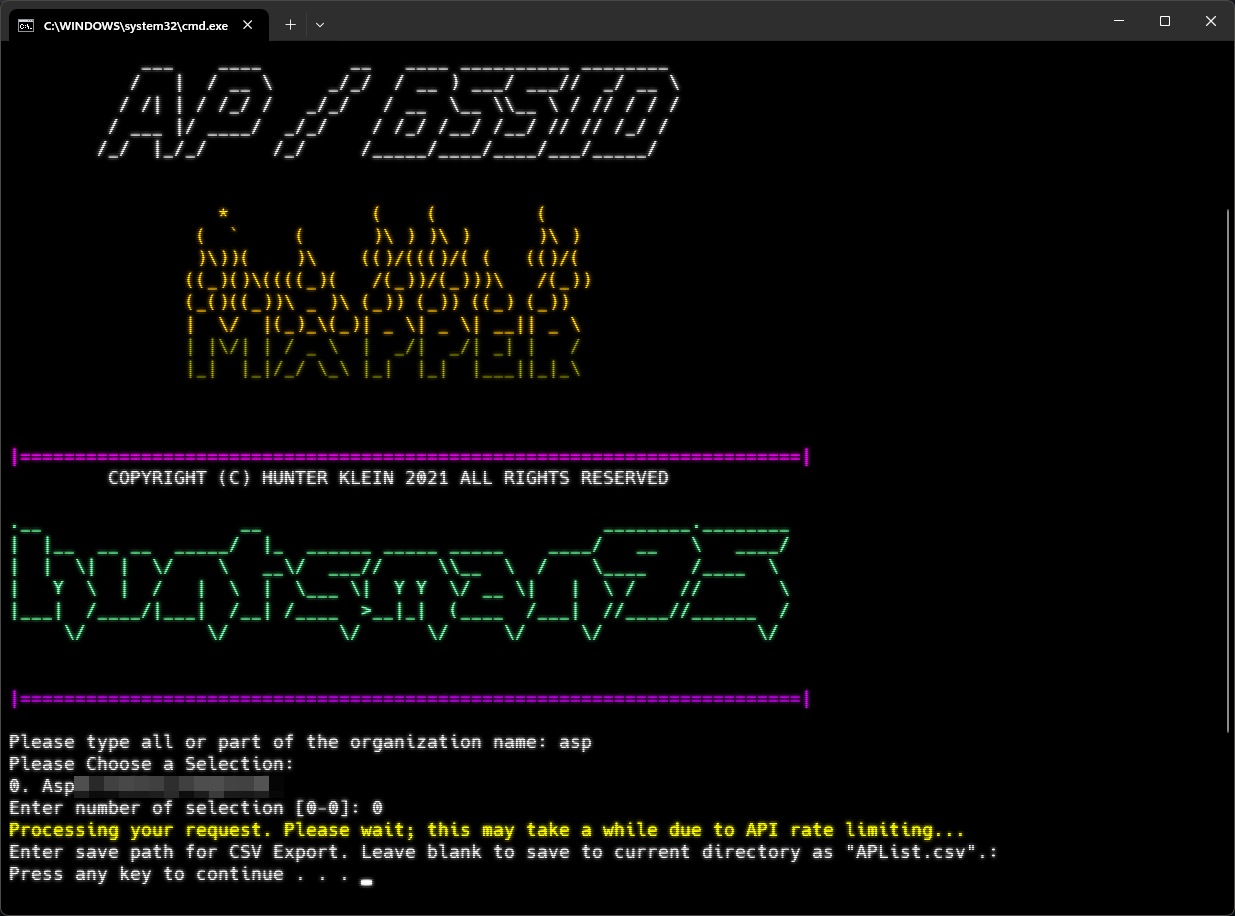 C:\WINDOWS\system32\cmd.exe
AP / BSSID
MAPPER
|=======================================================================|
COPYRIGHT (C) HUNTER KLEIN 2021 ALL RIGHTS RESERVED
huntsman95
|=======================================================================|
Please type all or part of the organization name: asp
Please Choose a Selection:
0. Asp
Enter number of selection [0-0]: 0
Processing your request. Please wait; this may take a while due to API rate limiting...
Enter save path for CSV Export. Leave blank to save to current directory as "APList.csv".:
Press any key to continue . . .